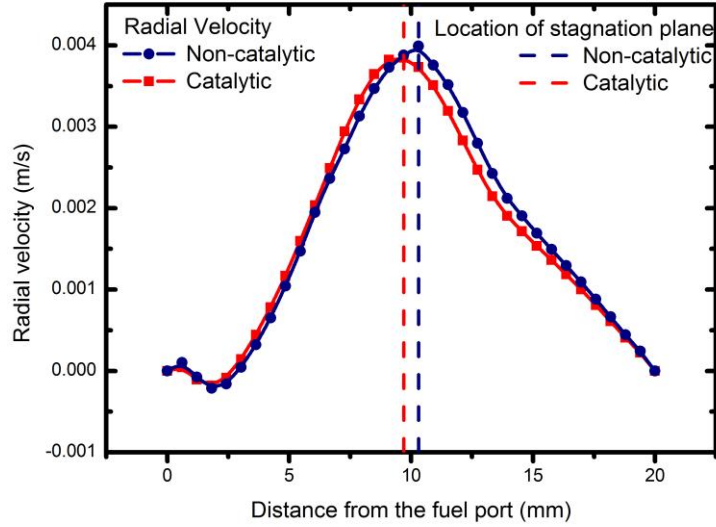 Radial Velocity
Non-catalytic
Catalytic
Location of stagnation plane
Non-catalytic
Catalytic
0.004
0.003
0.002
0.001
0.000
-0.001
Radial velocity (m/s)
0 5 10 15 20
Distance from the fuel port (mm)